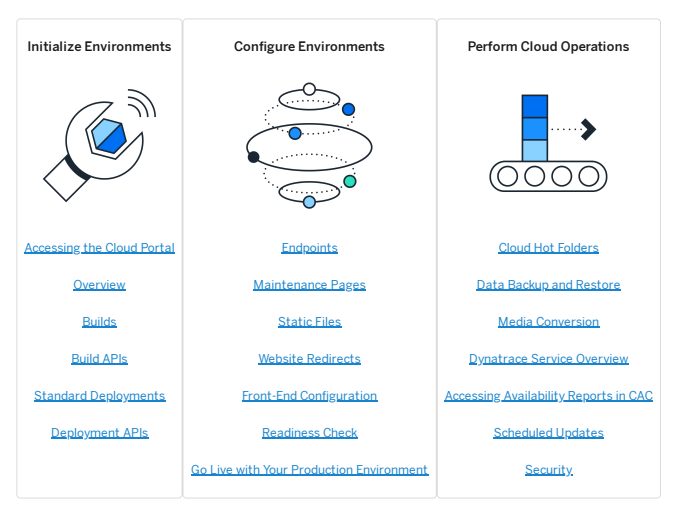 Initialize Environments
Accessing the Cloud Portal
Overview
Builds
Build APIs
Standard Deployments
Deployment APIs
Configure Environments
Endpoints
Maintenance Pages
Static Files
Website Redirects
Front-End Configuration
Readiness Check
Go Live with Your Production Environment
Perform Cloud Operations
Cloud Hot Folders
Data Backup and Restore
Media Conversion
Dynatrace Service Overview
Accessing Availability Reports in CAC
Scheduled Updates
Security